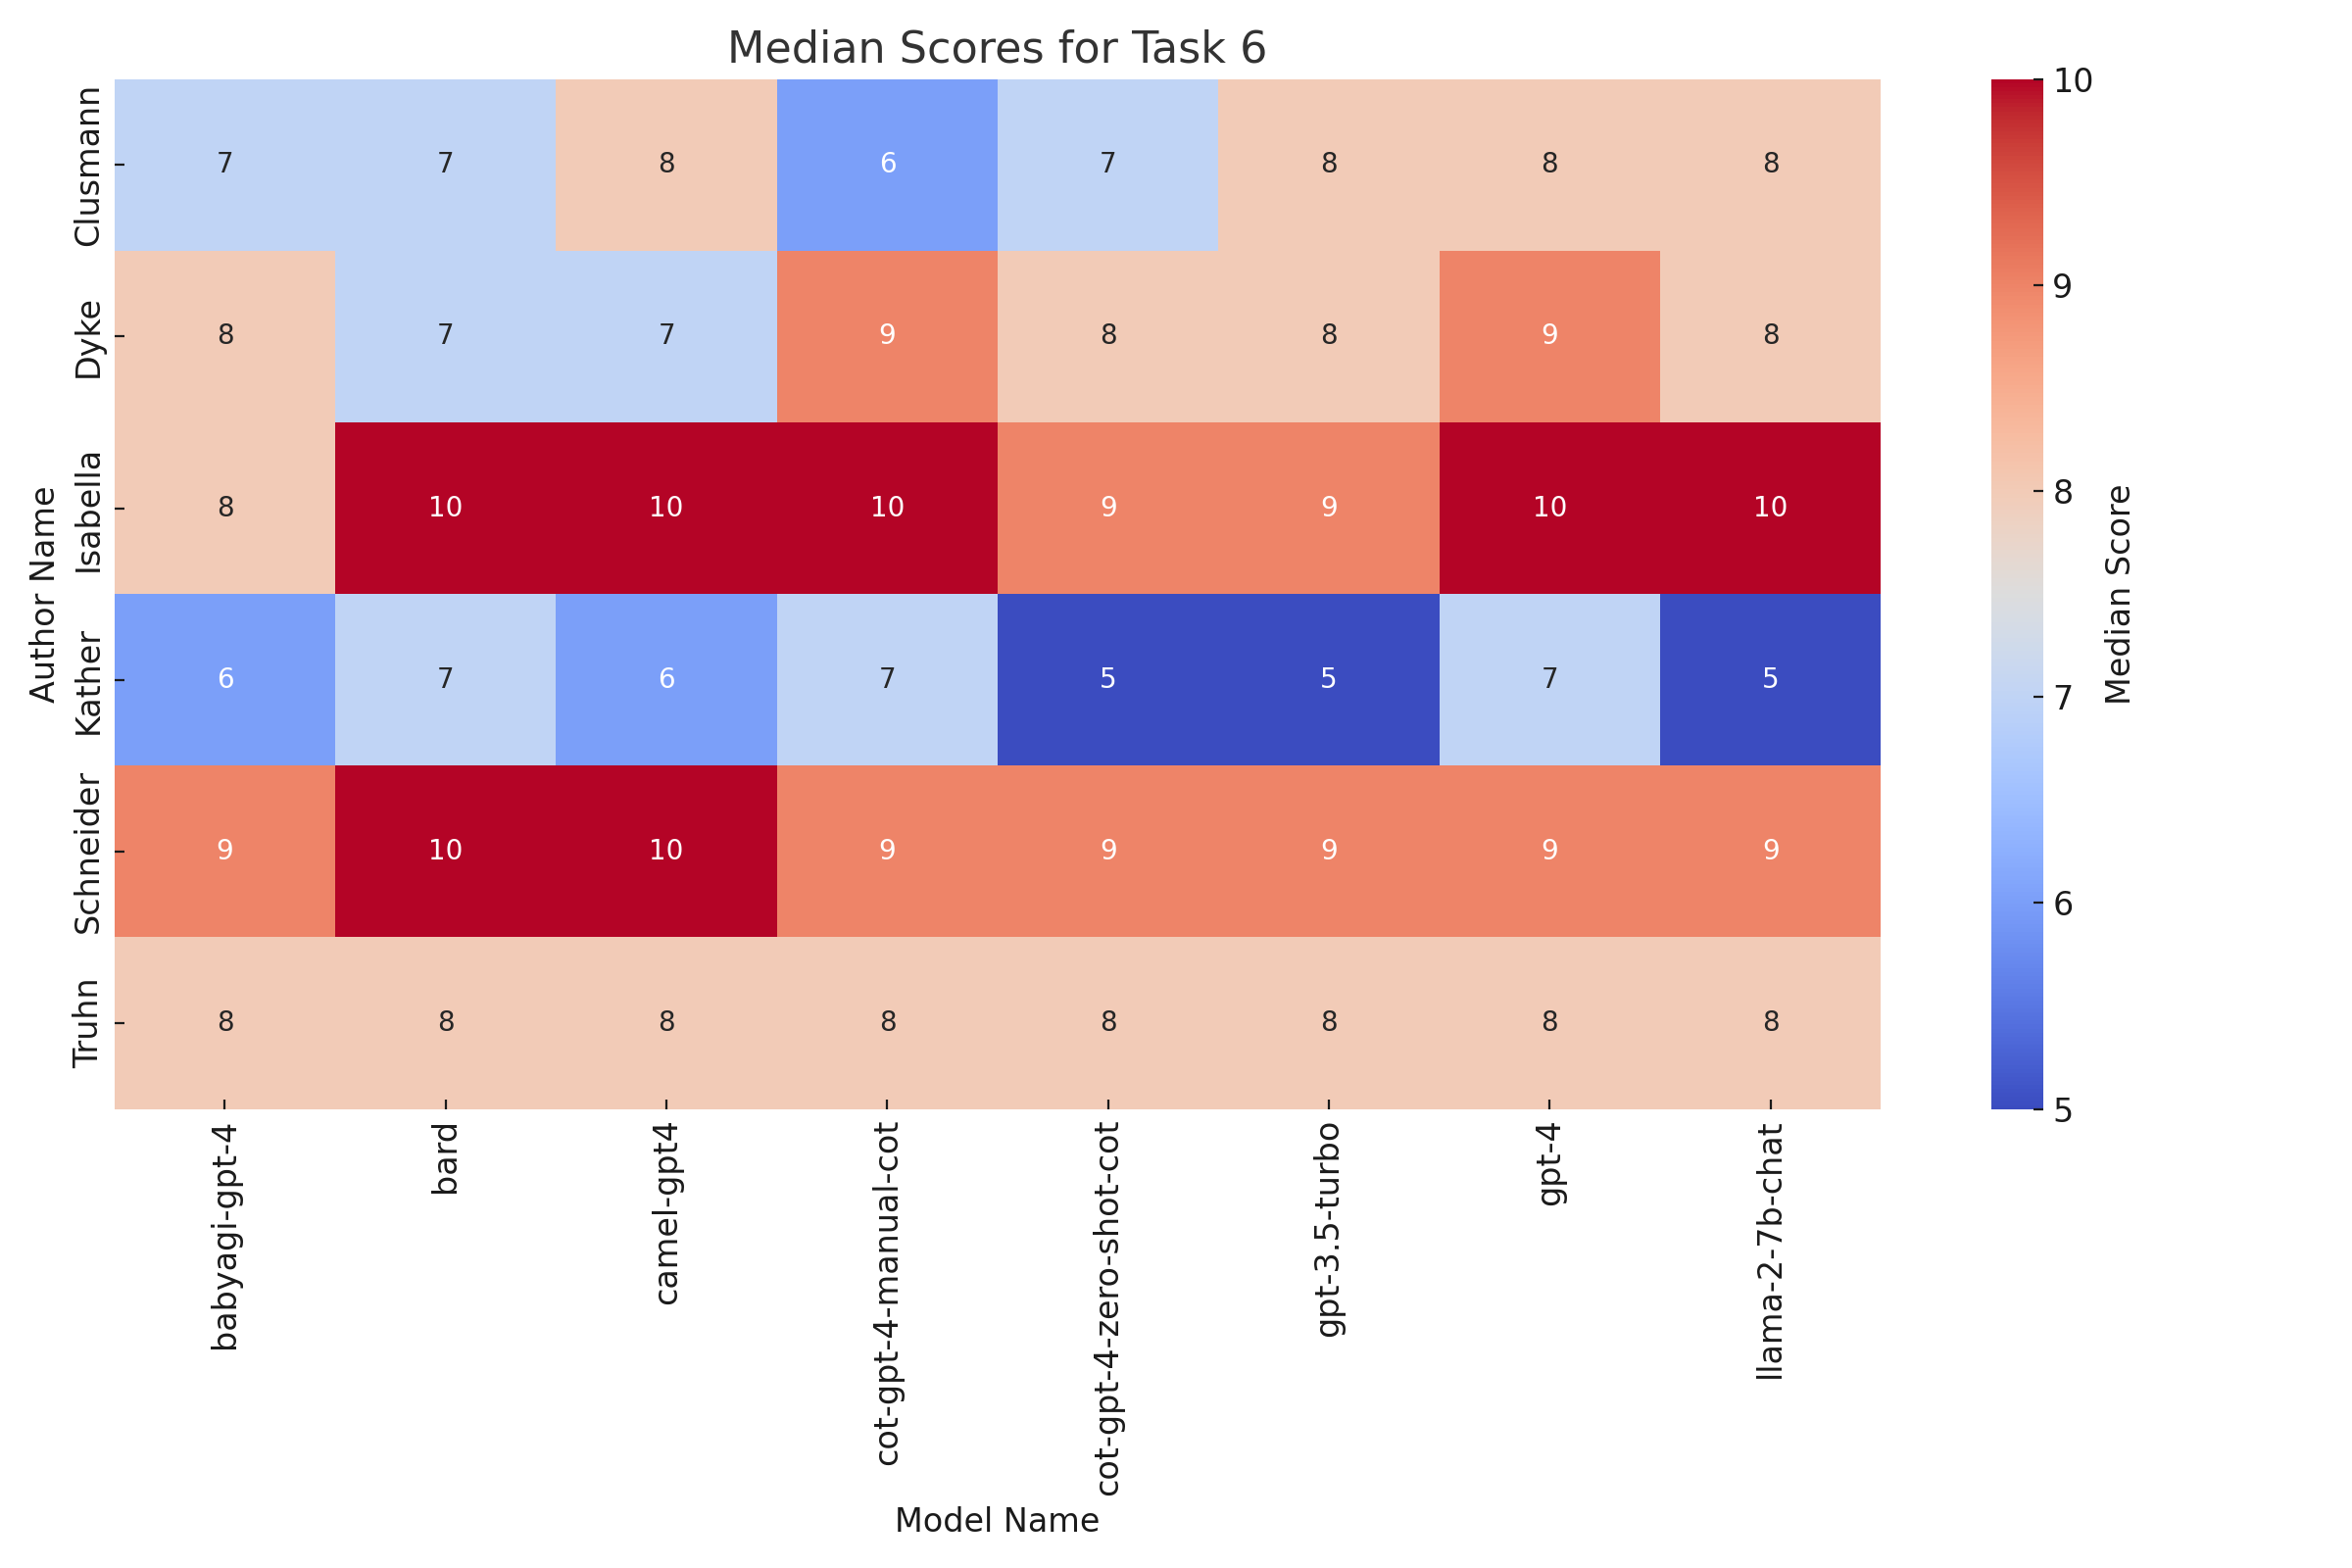 Median Scores for Task 6
Author Name
Clusmann 7 7 8 6 7 8 8 8
Dyke 8 7 7 9 8 8 9 8
Isabella 8 10 10 10 9 9 10 10
Kather 6 7 6 7 5 5 7 5
Schneider 9 10 10 9 9 9 9 9
Truhn 8 8 8 8 8 8 8 8
babyagi-gpt-4
bard
camel-gpt4
cot-gpt-4-manual-cot
cot-gpt-4-zero-shot-cot
gpt-3.5-turbo
gpt-4
llama-2-7b-chat
Model Name
10
9
8
7
6
5
Median Score